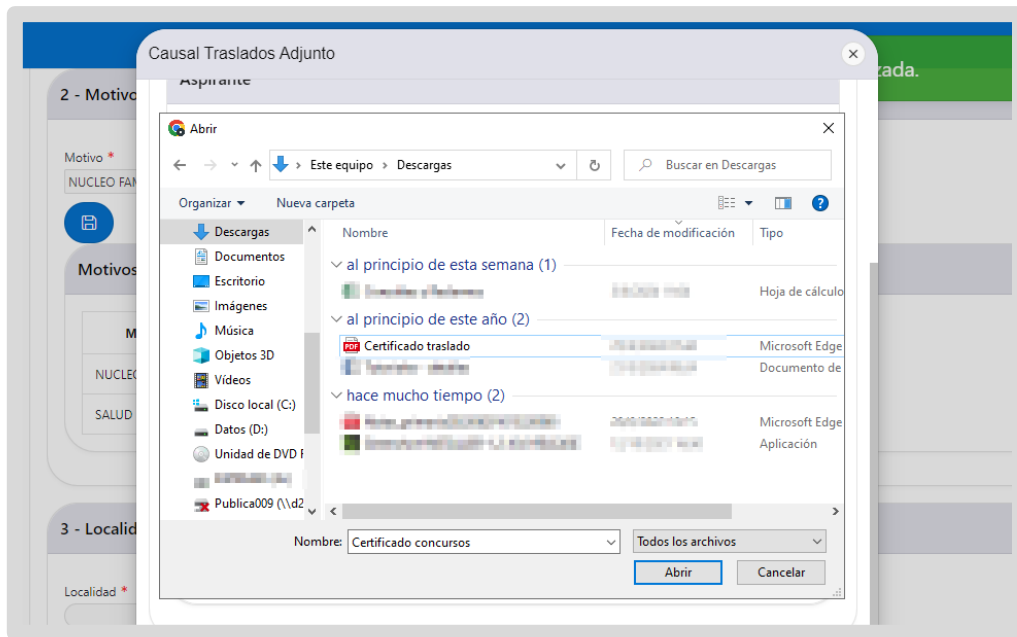 Causal Traslados Adjunto
Aspirante
zada.
2 - Motivo
Motivo *
NUCLEO FAM
Motivos
M
NUCLEO
SALUD
3 - Localid
Localidad *
Abrir
Este equipo > Descargas
Buscar en Descargas
Organizar
Nueva carpeta
Descargas
Documentos
Escritorio
Imágenes
Música
Objetos 3D
Vídeos
Disco local (C:)
Datos (D:)
Unidad de DVD F
Publica009 (\\d2
Nombre Fecha de modificación Tipo
al principio de esta semana (1)
Hoja de cálculo
al principio de este año (2)
Certificado traslado Microsoft Edge
Documento de
hace mucho tiempo (2)
Microsoft Edge
Aplicación
Nombre: Certificado concursos Todos los archivos
Abrir Cancelar